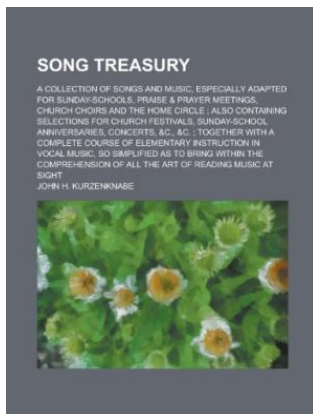 SONG TREASURY
A COLLECTION OF SONGS AND MUSIC, ESPECIALLY ADAPTED
FOR SUNDAY-SCHOOLS, PRAISE & PRAYER MEETINGS,
CHURCH CHOIRS AND THE HOME CIRCLE ; ALSO CONTAINING
SELECTIONS FOR CHURCH FESTIVALS, SUNDAY-SCHOOL
ANNIVERSARIES, CONCERTS, &C., &C. ; TOGETHER WITH A
COMPLETE COURSE OF ELEMENTARY INSTRUCTION IN
VOCAL MUSIC, SO SIMPLIFIED AS TO BRING WITHIN THE
COMPREHENSION OF ALL THE ART OF READING MUSIC AT
SIGHT
JOHN H. KURZENKNABE